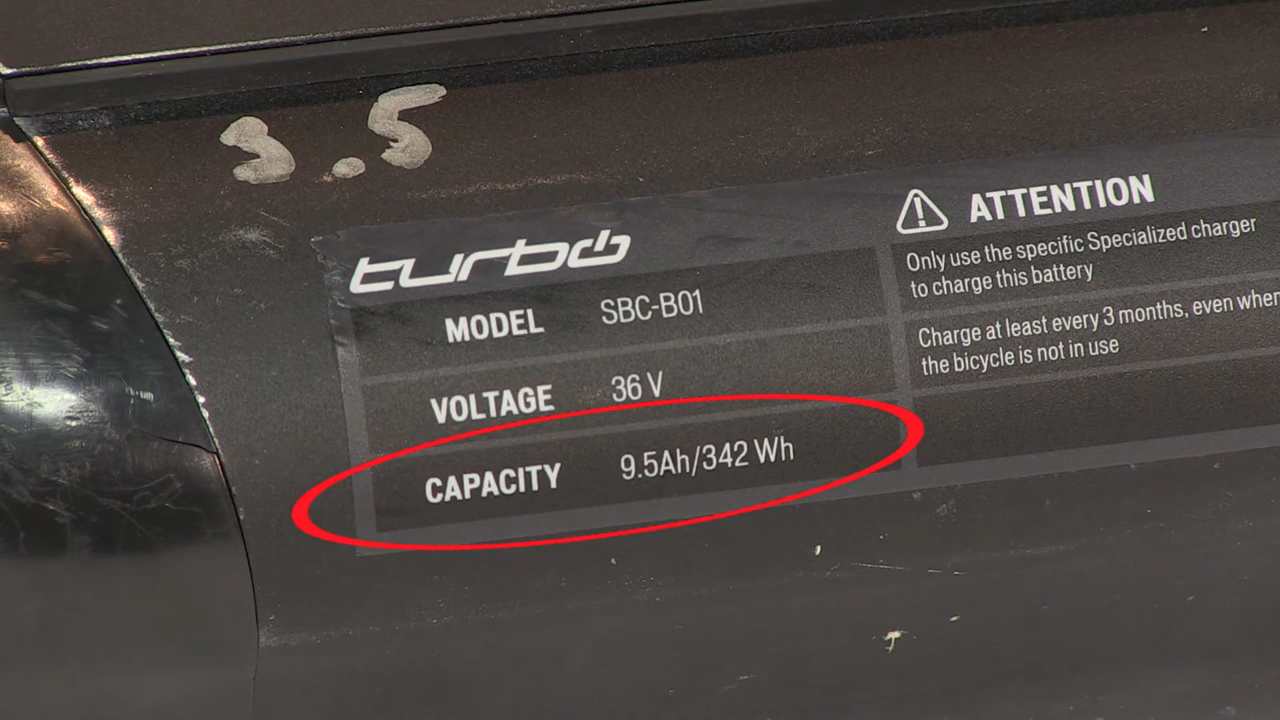 3.5
turbo
MODEL SBC-B01
VOLTAGE 36 V
CAPACITY 9.5Ah/342 Wh
ATTENTION
Only use the specific Specialized charger
to charge this battery
Charge at least every 3 months, even when
the bicycle is not in use